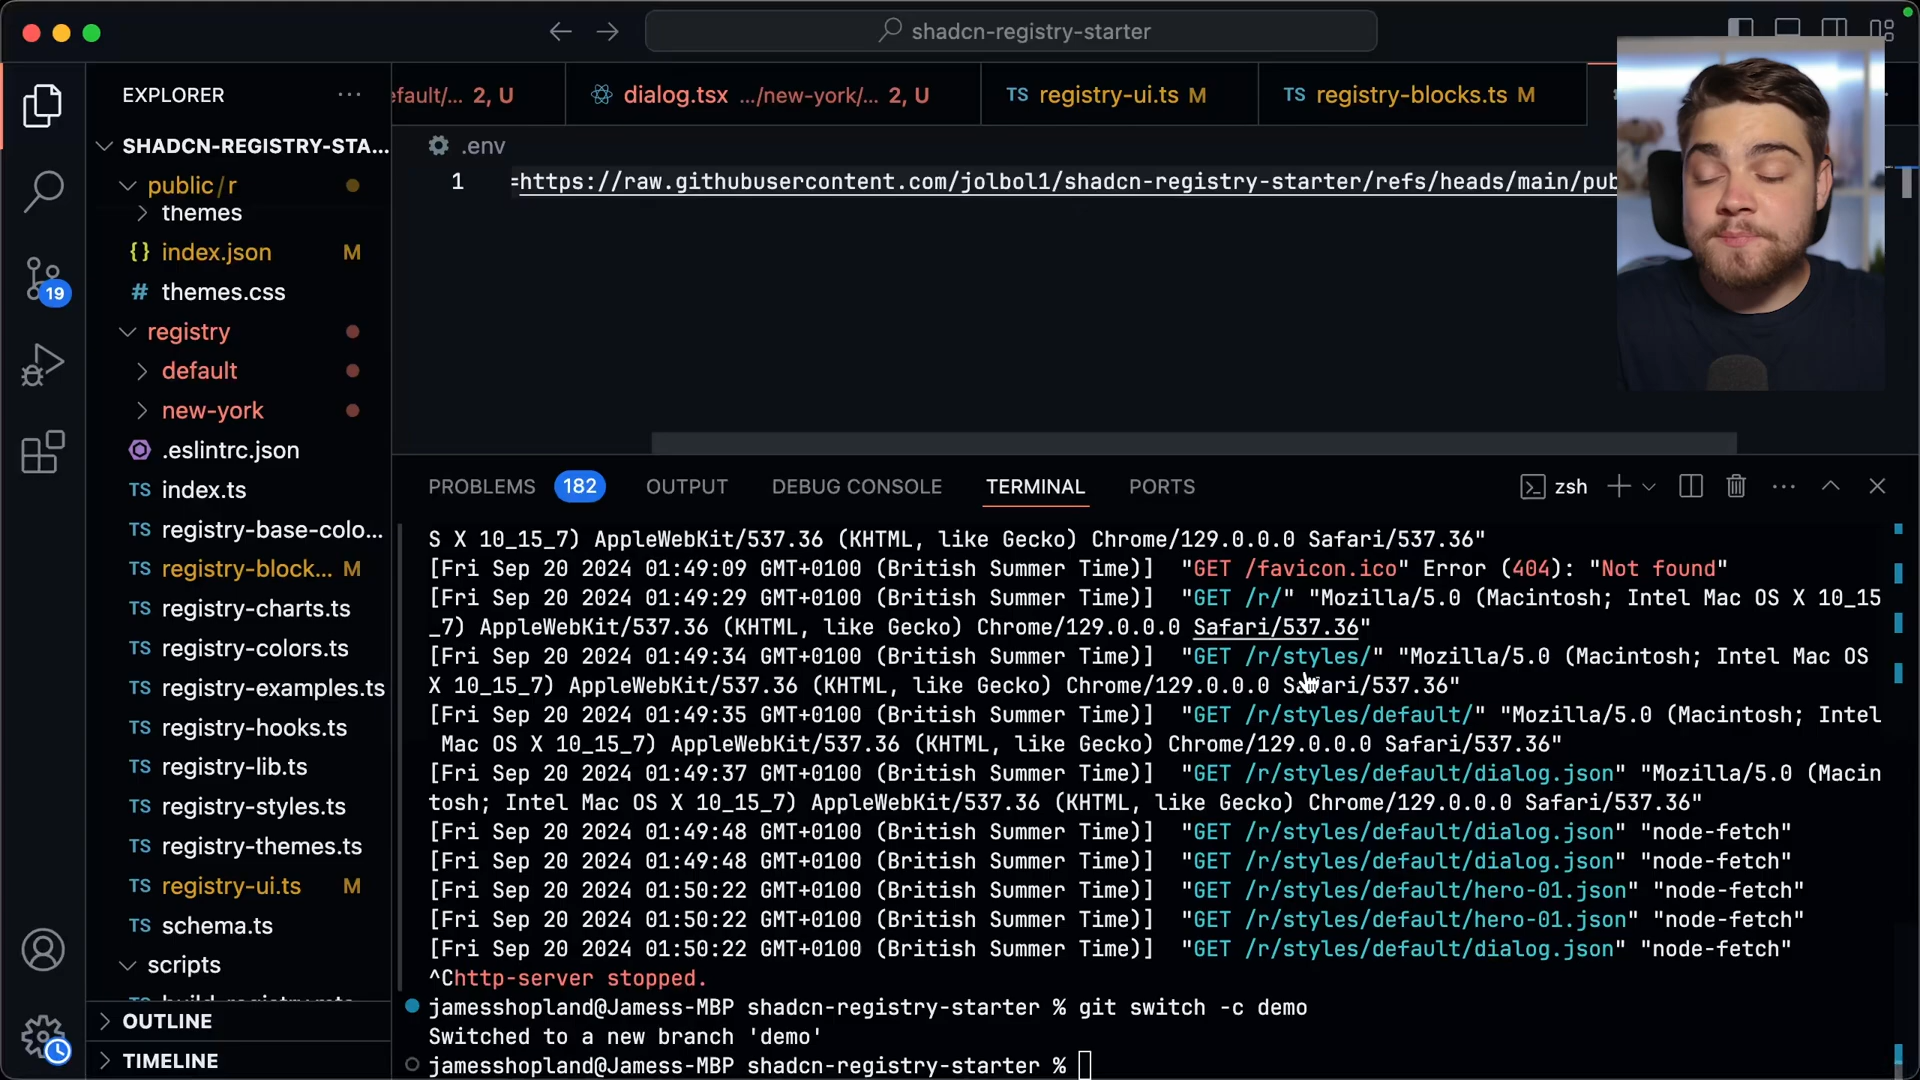 shadcn-registry-starter
EXPLORER
efault/... 2, U
dialog.tsx .../new-york/... 2, U
TS registry-ui.ts M
TS registry-blocks.ts M
SHADCN-REGISTRY-STA...
.env
public/r
1 =https://raw.githubusercontent.com/jolbol1/shadcn-registry-starter/refs/heads/main/pub
themes
{} index.json M
# themes.css
19
registry
default
new-york
.eslintrc.json
TS index.ts
TS registry-base-colo...
TS registry-block... M
TS registry-charts.ts
TS registry-colors.ts
TS registry-examples.ts
TS registry-hooks.ts
TS registry-lib.ts
TS registry-styles.ts
TS registry-themes.ts
TS registry-ui.ts M
TS schema.ts
scripts
OUTLINE
TIMELINE
PROBLEMS 182 OUTPUT DEBUG CONSOLE TERMINAL PORTS
zsh
S X 10_15_7) AppleWebKit/537.36 (KHTML, like Gecko) Chrome/129.0.0.0 Safari/537.36"
[Fri Sep 20 2024 01:49:09 GMT+0100 (British Summer Time)] "GET /favicon.ico" Error (404): "Not found"
[Fri Sep 20 2024 01:49:29 GMT+0100 (British Summer Time)] "GET /r/" "Mozilla/5.0 (Macintosh; Intel Mac OS X 10_15
_7) AppleWebKit/537.36 (KHTML, like Gecko) Chrome/129.0.0.0 Safari/537.36"
[Fri Sep 20 2024 01:49:34 GMT+0100 (British Summer Time)] "GET /r/styles/" "Mozilla/5.0 (Macintosh; Intel Mac OS
X 10_15_7) AppleWebKit/537.36 (KHTML, like Gecko) Chrome/129.0.0.0 Safari/537.36"
[Fri Sep 20 2024 01:49:35 GMT+0100 (British Summer Time)] "GET /r/styles/default/" "Mozilla/5.0 (Macintosh; Intel
Mac OS X 10_15_7) AppleWebKit/537.36 (KHTML, like Gecko) Chrome/129.0.0.0 Safari/537.36"
[Fri Sep 20 2024 01:49:37 GMT+0100 (British Summer Time)] "GET /r/styles/default/dialog.json" "Mozilla/5.0 (Macin
tosh; Intel Mac OS X 10_15_7) AppleWebKit/537.36 (KHTML, like Gecko) Chrome/129.0.0.0 Safari/537.36"
[Fri Sep 20 2024 01:49:48 GMT+0100 (British Summer Time)] "GET /r/styles/default/dialog.json" "node-fetch"
[Fri Sep 20 2024 01:49:48 GMT+0100 (British Summer Time)] "GET /r/styles/default/dialog.json" "node-fetch"
[Fri Sep 20 2024 01:50:22 GMT+0100 (British Summer Time)] "GET /r/styles/default/hero-01.json" "node-fetch"
[Fri Sep 20 2024 01:50:22 GMT+0100 (British Summer Time)] "GET /r/styles/default/hero-01.json" "node-fetch"
[Fri Sep 20 2024 01:50:22 GMT+0100 (British Summer Time)] "GET /r/styles/default/dialog.json" "node-fetch"
^Chttp-server stopped.
jamesshopland@Jamess-MBP shadcn-registry-starter % git switch -c demo
Switched to a new branch 'demo'
jamesshopland@Jamess-MBP shadcn-registry-starter %